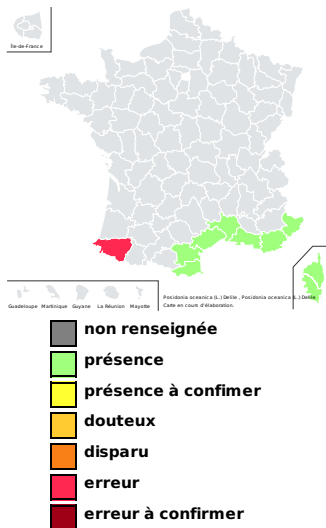 Île-de-France
Guadeloupe Martinique Guyane La Réunion Mayotte
Posidonia oceanica (L.) Delile , Posidonia oceanica (L.) Delile
Carte en cours d'élaboration.
non renseignée
présence
présence à confimer
douteux
disparu
erreur
erreur à confirmer